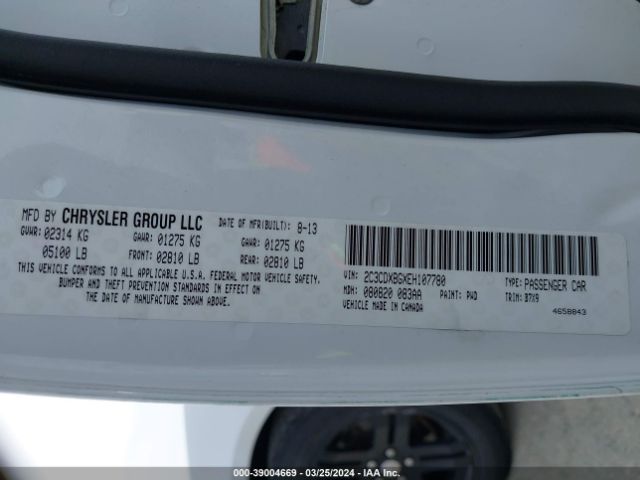 MFD BY CHRYSLER GROUP LLC DATE OF MFR(BUILT): 8-13
GVWR: 02314 KG GAWR: 01275 KG GAWR: 01275 KG
05100 LB FRONT: 02810 LB REAR: 02810 LB
THIS VEHICLE CONFORMS TO ALL APPLICABLE U.S.A. FEDERAL MOTOR VEHICLE SAFETY,
BUMPER AND THEFT PREVENTION STANDARDS IN EFFECT ON
THE DATE OF MANUFACTURE SHOWN ABOVE.
VIN: 2C3CDXBGXEH107780 TYPE: PASSENGER CAR
MDH: 080820 083AA PAINT: PWD TRIM: B7X9
VEHICLE MADE IN CANADA 4658843
000-39004669 - 03/25/2024 - IAAI.COM